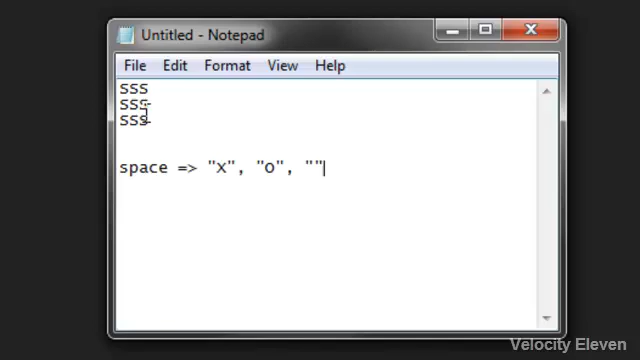 Untitled - Notepad
File Edit Format View Help
SSS
SSS
SSS
space => "X", "O", ""
Velocity Eleven